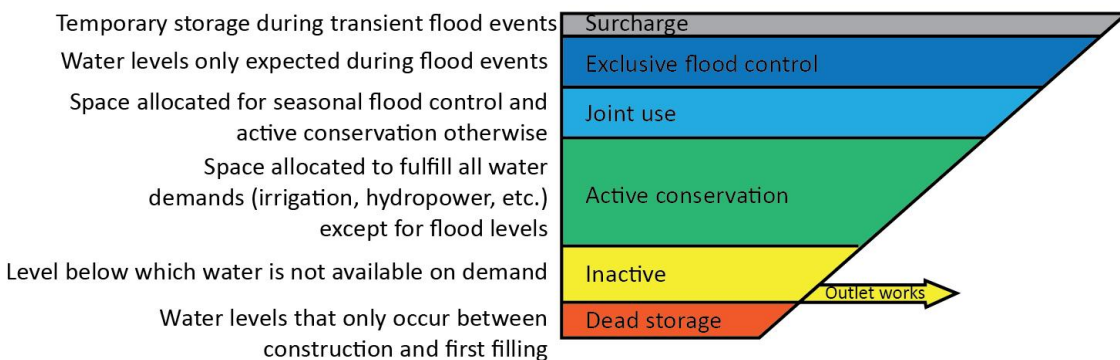 Temporary storage during transient flood events
Surcharge
Water levels only expected during flood events
Exclusive flood control
Space allocated for seasonal flood control and
active conservation otherwise
Joint use
Space allocated to fulfill all water
demands (irrigation, hydropower, etc.)
except for flood levels
Active conservation
Level below which water is not available on demand
Inactive
Outlet works
Water levels that only occur between
construction and first filling
Dead storage